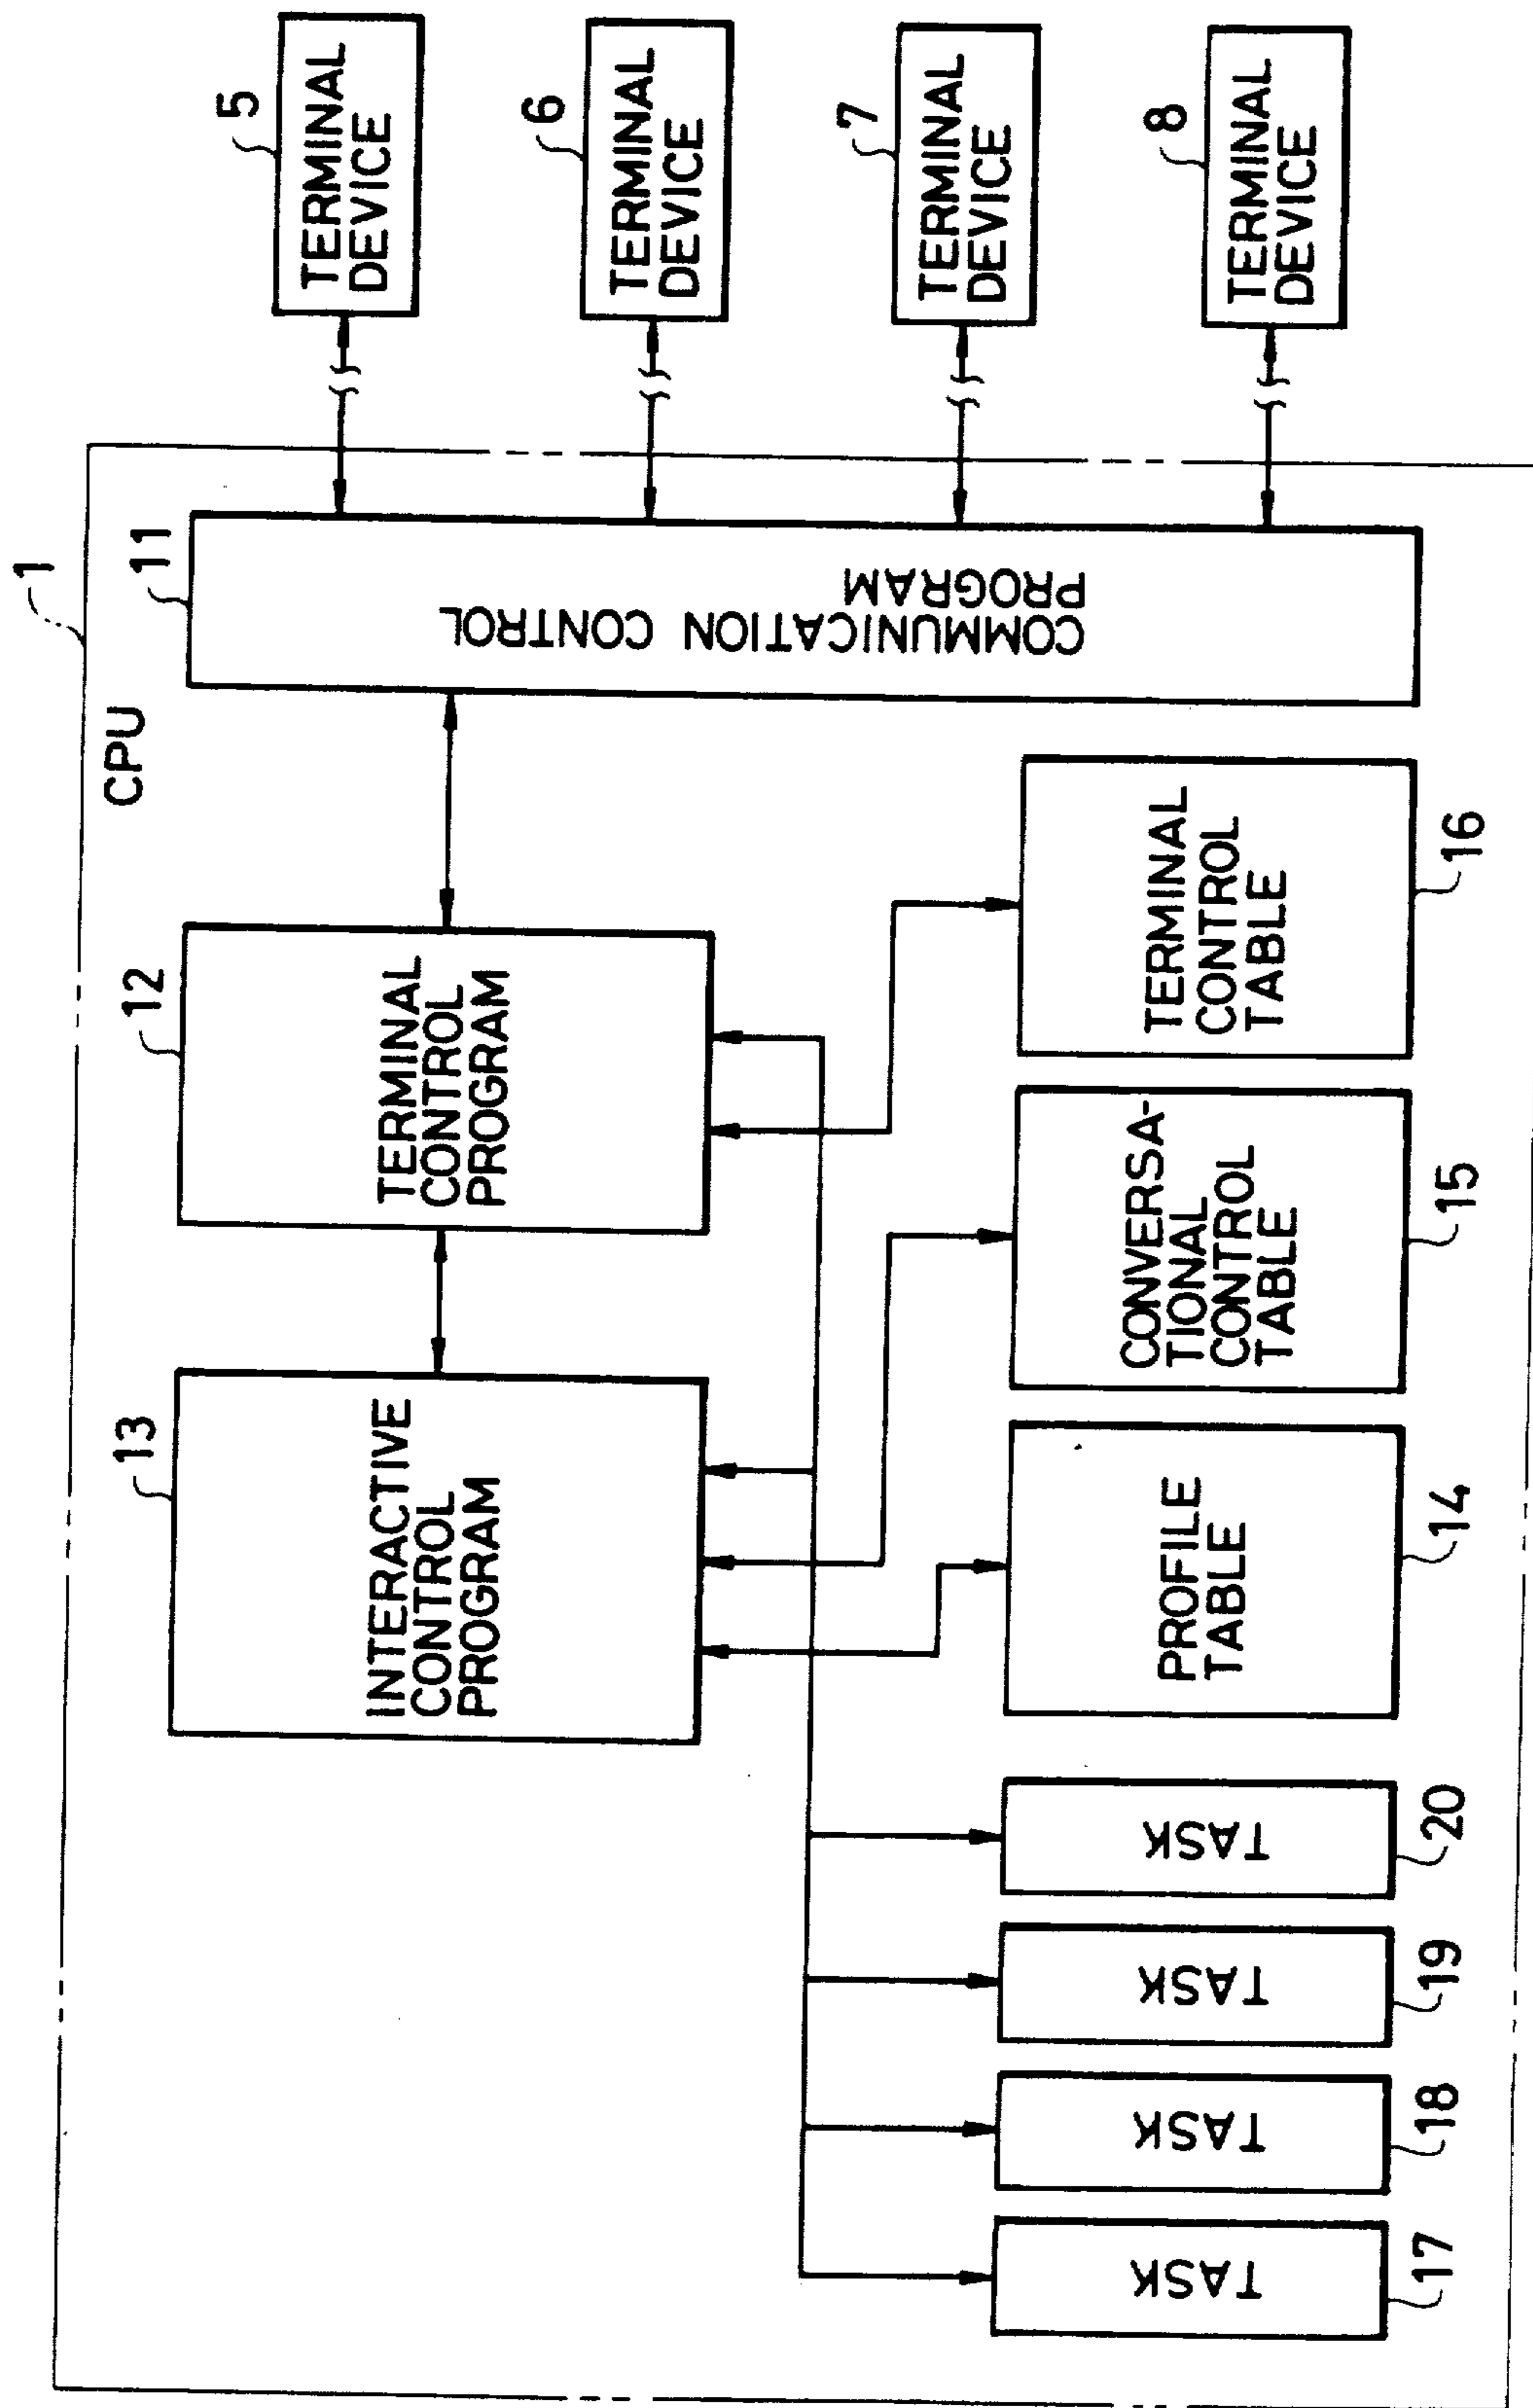 1
CPU
13
INTERACTIVE
CONTROL
PROGRAM
12
TERMINAL
CONTROL
PROGRAM
11
COMMUNICATION CONTROL
PROGRAM
5
TERMINAL
DEVICE
6
TERMINAL
DEVICE
7
TERMINAL
DEVICE
8
TERMINAL
DEVICE
TASK
17
TASK
18
TASK
19
TASK
20
PROFILE
TABLE
14
CONVERSA-
TIONAL
CONTROL
TABLE
15
TERMINAL
CONTROL
TABLE
16